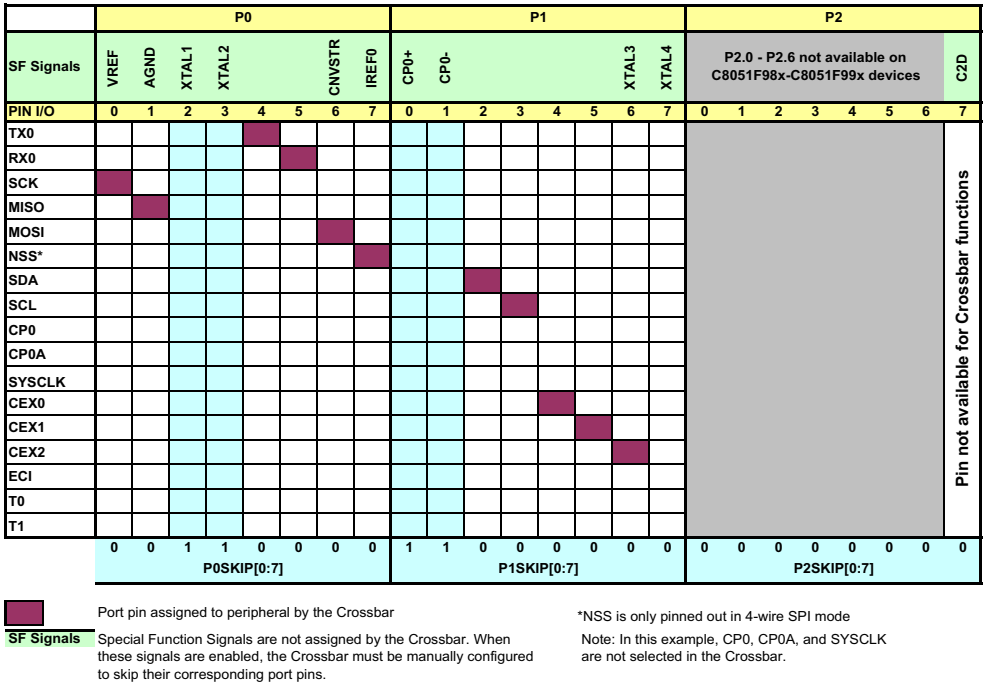 P0 P1 P2
SF Signals VREF AGND XTAL1 XTAL2 CNVSTR IREF0 CP0+ CP0- XTAL3 XTAL4 P2.0 - P2.6 not available on C2D
C8051F98x-C8051F99x devices
PIN I/O 0 1 2 3 4 5 6 7 0 1 2 3 4 5 6 7 0 1 2 3 4 5 6 7
TX0
RX0
SCK
MISO
MOSI
NSS*
SDA
SCL
CP0
CP0A
SYSCLK
CEX0
CEX1
CEX2
ECI
T0
T1
Pin not available for Crossbar functions
0 0 1 1 0 0 0 0 1 1 0 0 0 0 0 0 0 0 0 0 0 0 0 0
P0SKIP[0:7] P1SKIP[0:7] P2SKIP[0:7]
Port pin assigned to peripheral by the Crossbar
SF Signals Special Function Signals are not assigned by the Crossbar. When
these signals are enabled, the Crossbar must be manually configured
to skip their corresponding port pins.
*NSS is only pinned out in 4-wire SPI mode
Note: In this example, CP0, CP0A, and SYSCLK
are not selected in the Crossbar.